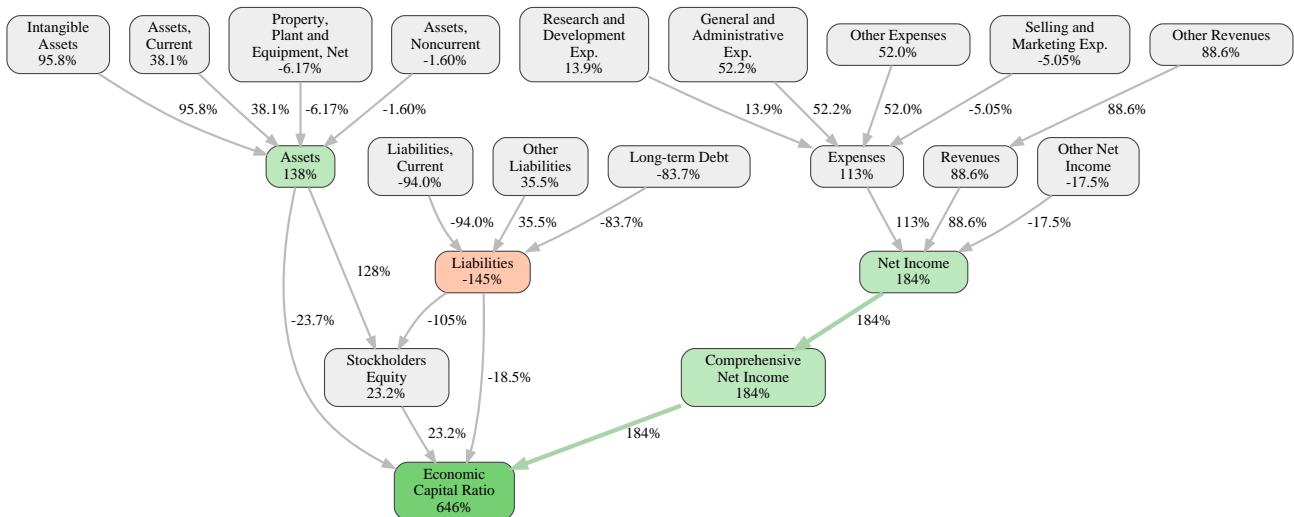 Intangible
Assets
95.8%
Assets,
Current
38.1%
Property,
Plant and
Equipment, Net
-6.17%
Assets,
Noncurrent
-1.60%
Research and
Development
Exp.
13.9%
General and
Administrative
Exp.
52.2%
Other Expenses
52.0%
Selling and
Marketing Exp.
-5.05%
Other Revenues
88.6%
95.8%
38.1%
-6.17%
-1.60%
13.9%
52.2%
52.0%
-5.05%
88.6%
Assets
138%
Liabilities,
Current
-94.0%
Other
Liabilities
35.5%
Long-term Debt
-83.7%
Expenses
113%
Revenues
88.6%
Other Net
Income
-17.5%
-94.0%
35.5%
-83.7%
113%
88.6%
-17.5%
128%
Liabilities
-145%
Net Income
184%
-23.7%
-105%
184%
Stockholders
Equity
23.2%
-18.5%
Comprehensive
Net Income
184%
23.2%
184%
Economic
Capital Ratio
646%